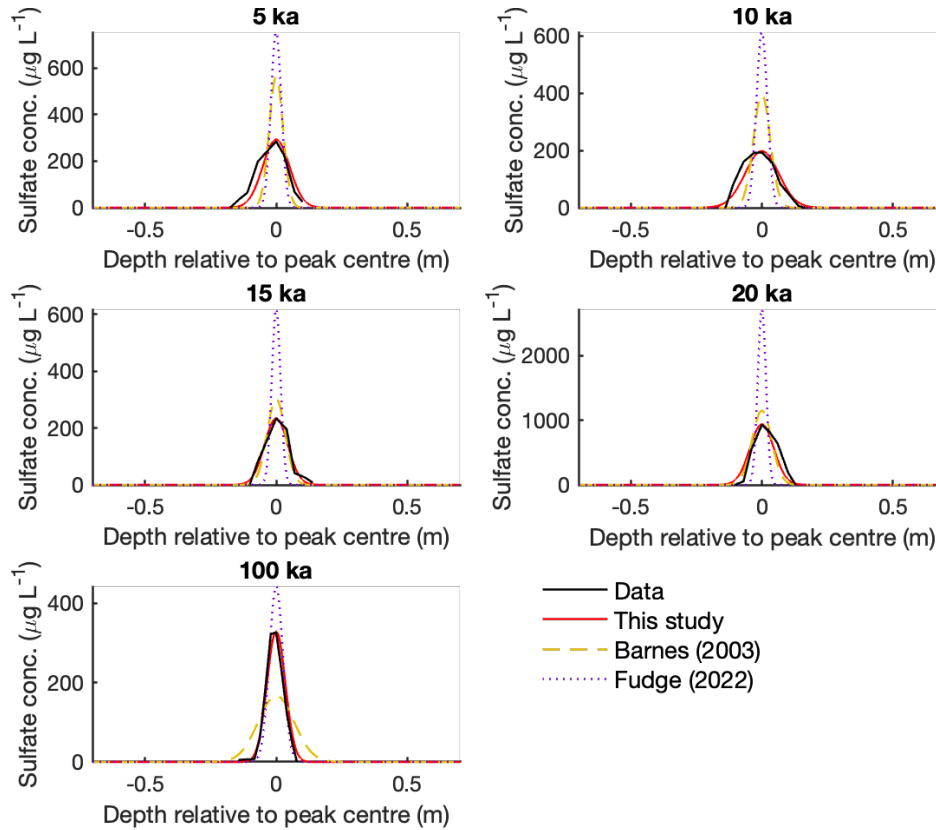 5 ka
Sulfate conc. (μg L⁻¹)
600
400
200
0
-0.5
0
0.5
Depth relative to peak centre (m)
10 ka
Sulfate conc. (μg L⁻¹)
600
400
200
0
-0.5
0
0.5
Depth relative to peak centre (m)
15 ka
Sulfate conc. (μg L⁻¹)
600
400
200
0
-0.5
0
0.5
Depth relative to peak centre (m)
20 ka
Sulfate conc. (μg L⁻¹)
2000
1000
0
-0.5
0
0.5
Depth relative to peak centre (m)
100 ka
Sulfate conc. (μg L⁻¹)
400
200
0
-0.5
0
0.5
Depth relative to peak centre (m)
Data
This study
Barnes (2003)
Fudge (2022)